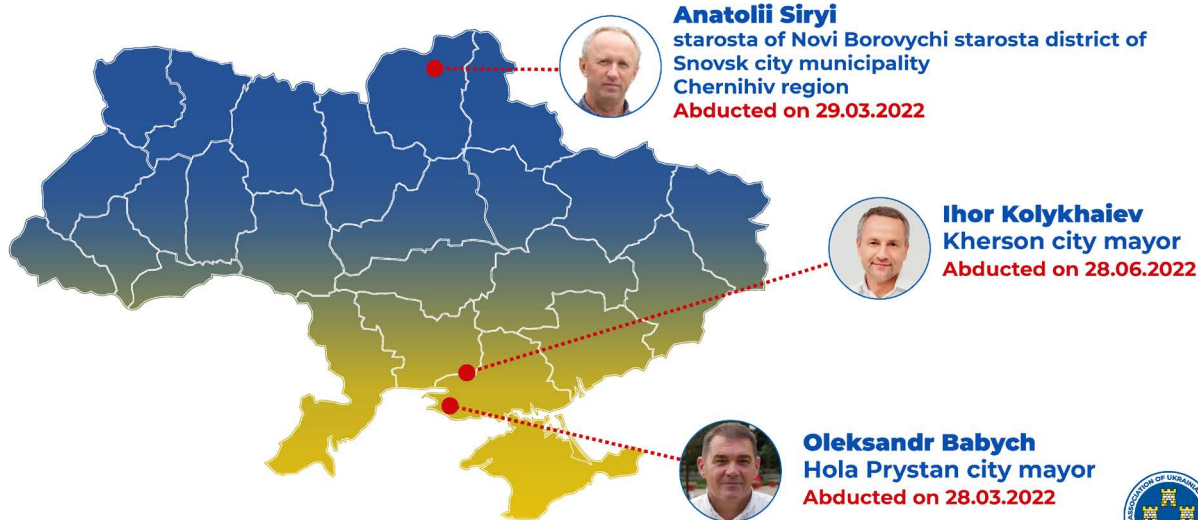 Anatolii Siryi
starosta of Novi Borovychi starosta district of
Snovsk city municipality
Chernihiv region
Abducted on 29.03.2022
Ihor Kolykhaiev
Kherson city mayor
Abducted on 28.06.2022
Oleksandr Babych
Hola Prystan city mayor
Abducted on 28.03.2022
ASSOCIATION OF